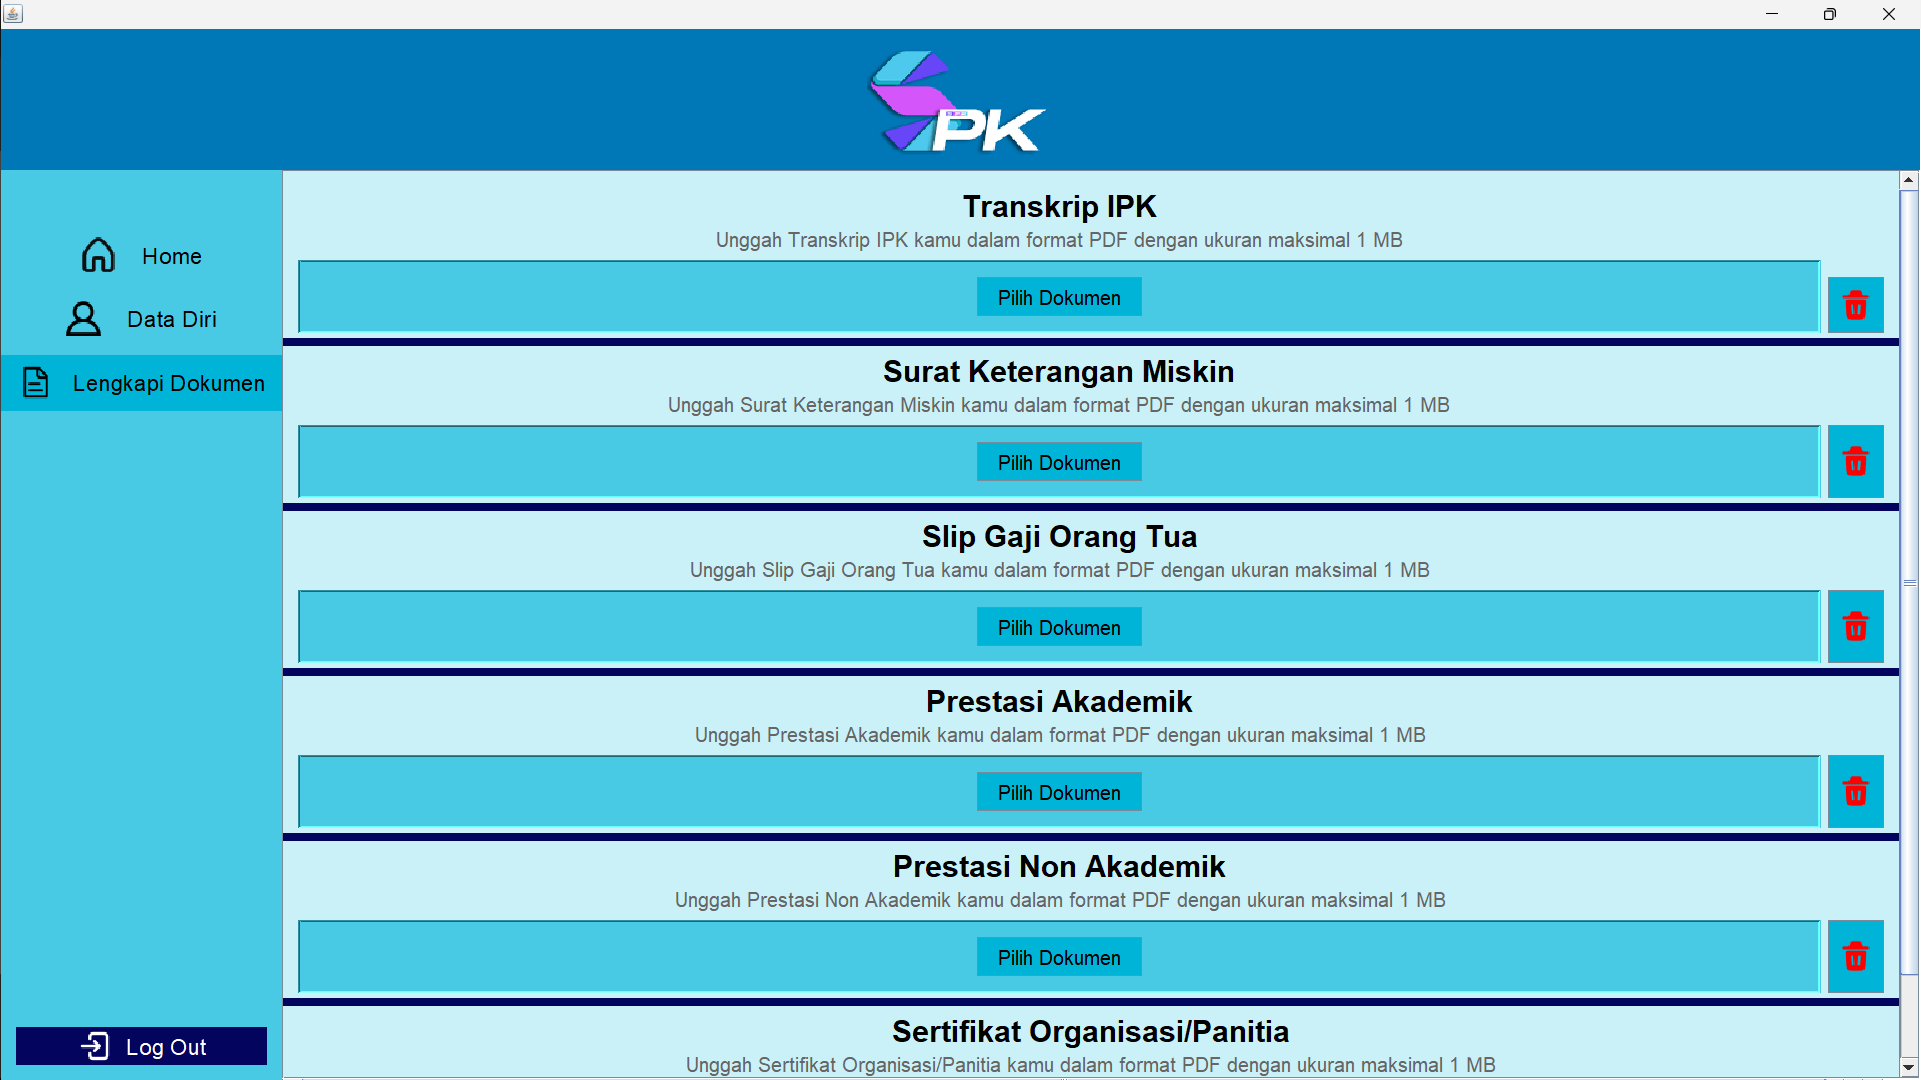 SPK
Home
Data Diri
Lengkapi Dokumen
Log Out
Transkrip IPK
Unggah Transkrip IPK kamu dalam format PDF dengan ukuran maksimal 1 MB
Pilih Dokumen
Surat Keterangan Miskin
Unggah Surat Keterangan Miskin kamu dalam format PDF dengan ukuran maksimal 1 MB
Pilih Dokumen
Slip Gaji Orang Tua
Unggah Slip Gaji Orang Tua kamu dalam format PDF dengan ukuran maksimal 1 MB
Pilih Dokumen
Prestasi Akademik
Unggah Prestasi Akademik kamu dalam format PDF dengan ukuran maksimal 1 MB
Pilih Dokumen
Prestasi Non Akademik
Unggah Prestasi Non Akademik kamu dalam format PDF dengan ukuran maksimal 1 MB
Pilih Dokumen
Sertifikat Organisasi/Panitia
Unggah Sertifikat Organisasi/Panitia kamu dalam format PDF dengan ukuran maksimal 1 MB